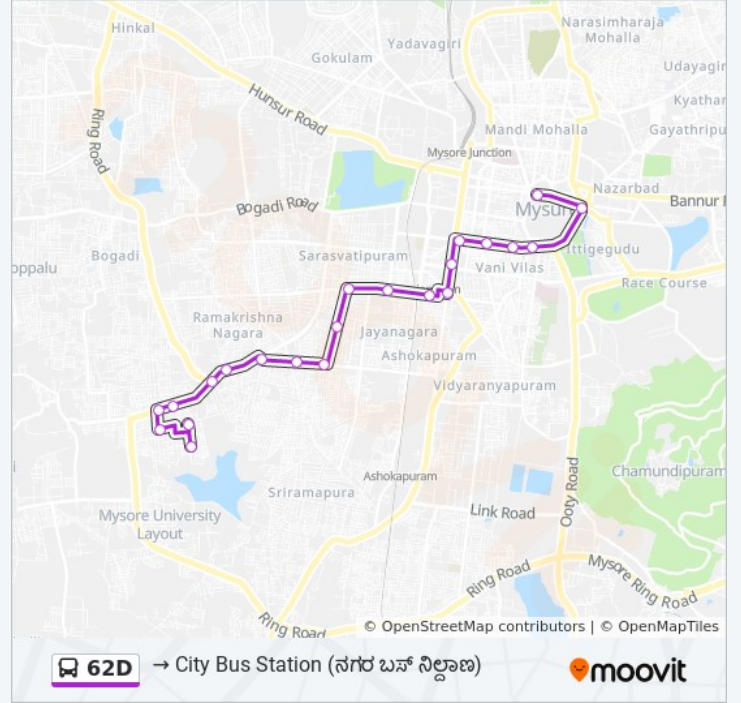 Hinkal
Narasimharaja
Mohalla
Yadavagiri
Gokulam
Udayagir
Hunsur Road
Kyathar
Ring Road
Mandi Mohalla
Gayathripu
Mysore Junction
Nazarbad
Bogadi Road
Bannur
Mysur
Ittigegudu
Bogadi
Sarasvatipuram
oppalu
Vani Vilas
Race Course
Ramakrishna
Nagara
Jayanagara
Ashokapuram
Vidyaranyapuram
Chamundipuram
Ashokapuram
Ooty Road
Sriramapura
Link Road
Mysore University
Layout
Ring Road
Mysore Ring Road
Ring Road
© OpenStreetMap contributors | © OpenMapTiles
62D → City Bus Station (ನಗರ ಬಸ್ ನಿಲ್ದಾಣ)
moovit